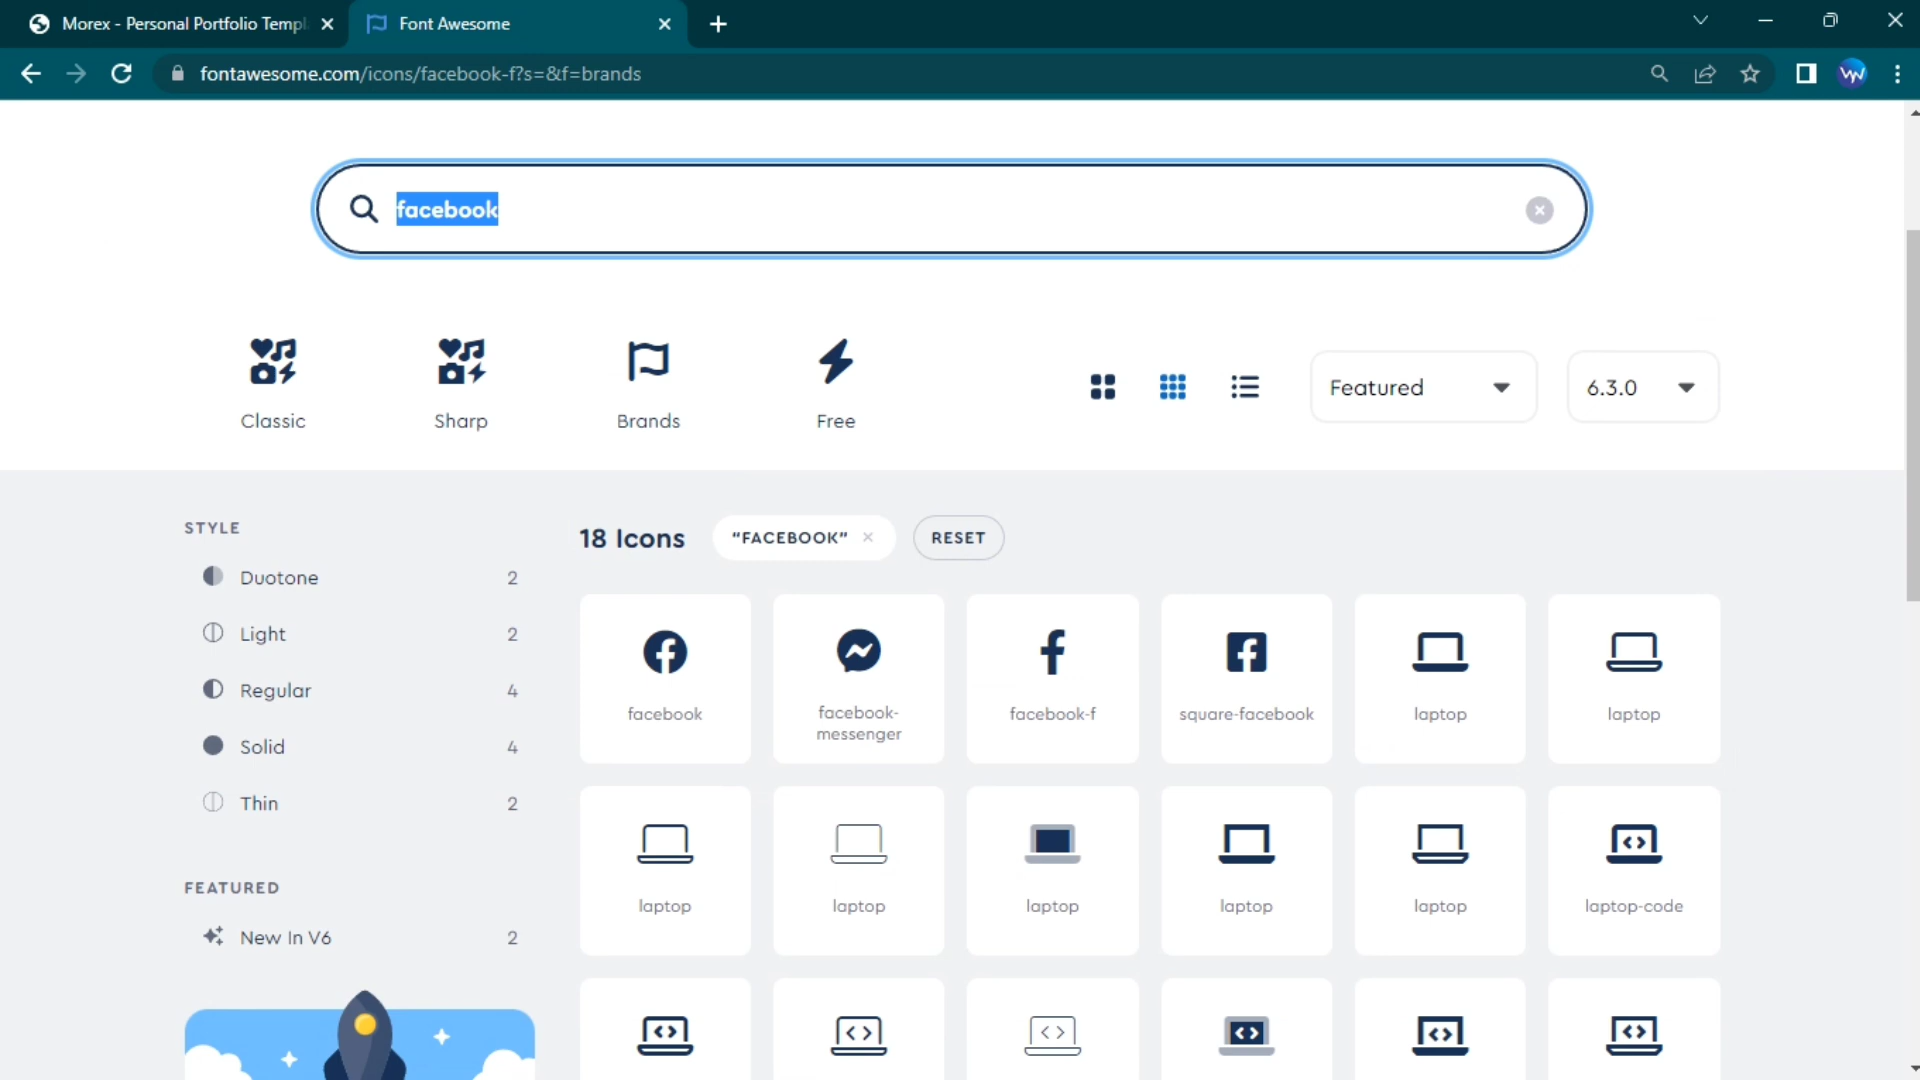 Morex - Personal Portfolio Templ
Font Awesome
fontawesome.com/icons/facebook-f?s=&f=brands
facebook
Classic
Sharp
Brands
Free
Featured
6.3.0
STYLE
Duotone 2
Light 2
Regular 4
Solid 4
Thin 2
FEATURED
New In V6 2
18 Icons
“FACEBOOK”
RESET
facebook
facebook-
messenger
facebook-f
square-facebook
laptop
laptop
laptop
laptop
laptop
laptop
laptop
laptop-code